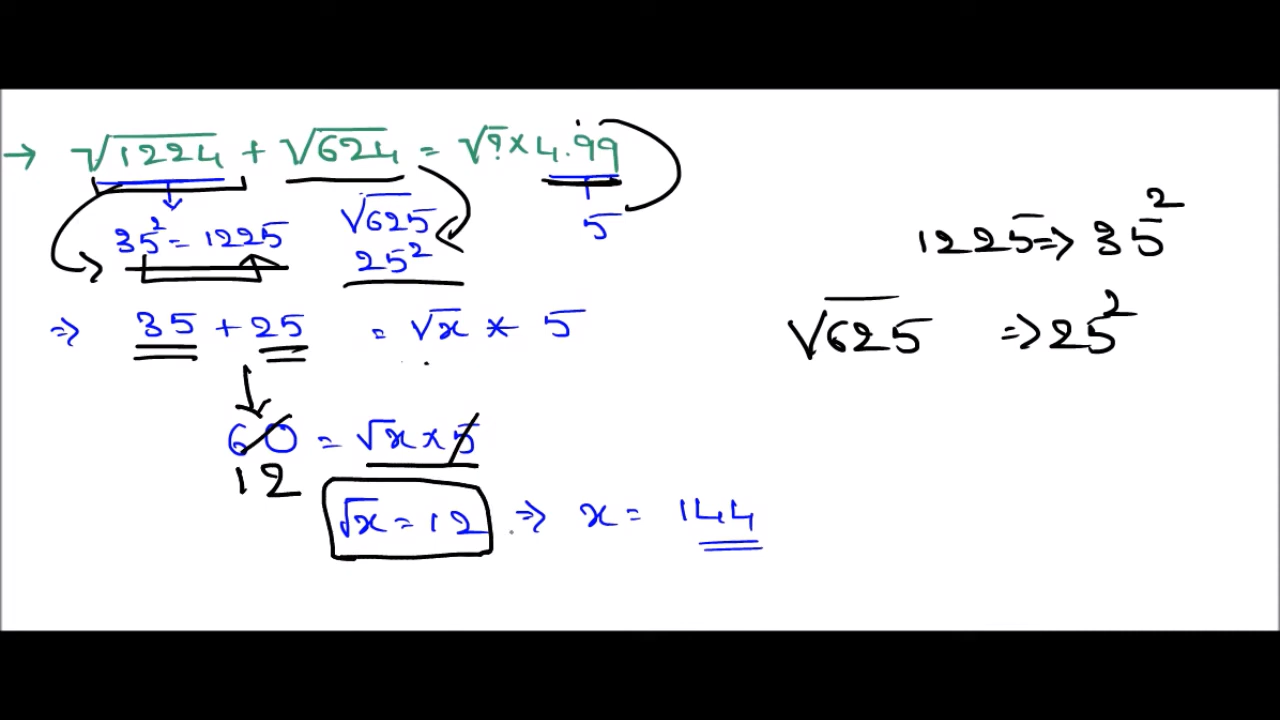 → √1224 + √624 = √? × 4.99
35² = 1225 √625 5
25²
⇒ 35 + 25 = √x * 5
60 = √x × 5
12
√x = 12 ⇒ x = 144
1225 ⇒ 35²
√625 ⇒ 25²